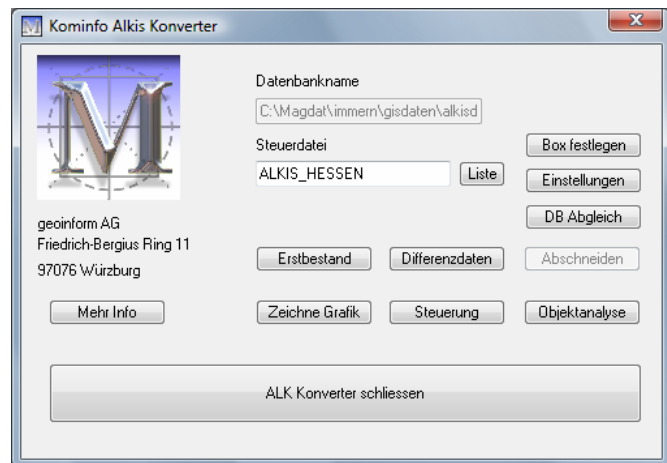 Kominfo Alkis Konverter
Datenbankname
C:\Magdat\immern\gisdaten\alkisd
Steuerdatei
ALKIS_HESSEN
Liste
Box festlegen
Einstellungen
DB Abgleich
geoinform AG
Friedrich-Bergius Ring 11
97076 Würzburg
Erstbestand
Differenzdaten
Abschneiden
Mehr Info
Zeichne Grafik
Steuerung
Objektanalyse
ALK Konverter schliessen